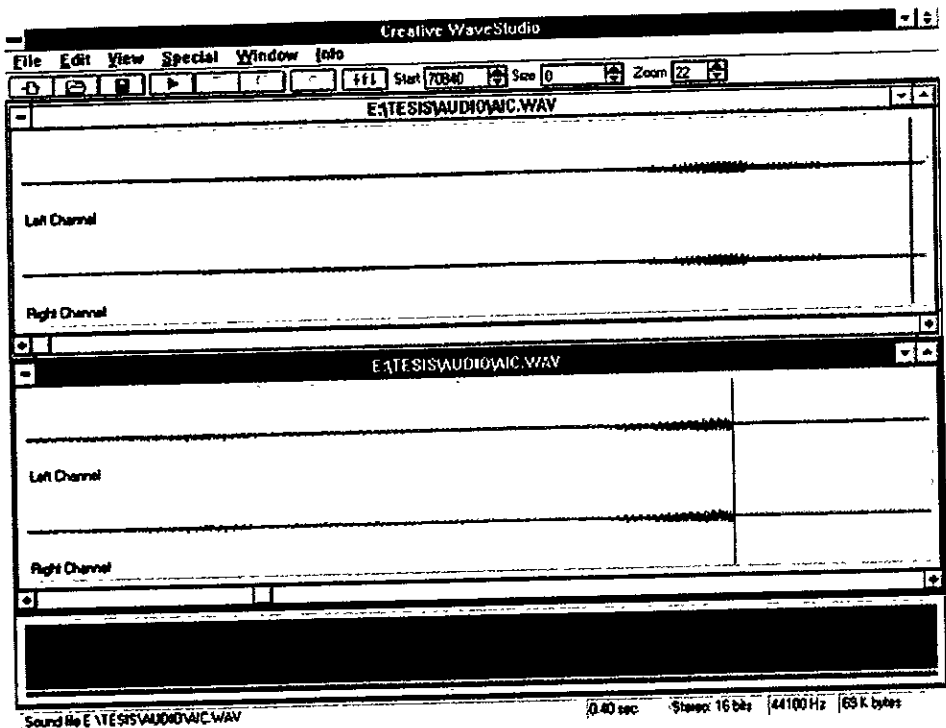 Creative WaveStudio
File Edit View Special Window Info
Start 70840 Size 0 Zoom 22
E:\TESIS\AUDIO\AIC.WAV
Left Channel
Right Channel
E:\TESIS\AUDIO\AIC.WAV
Left Channel
Right Channel
Sound file E:\TESIS\AUDIO\AIC.WAV 0.40 sec Stereo: 16 bits 44100 Hz 69 K bytes